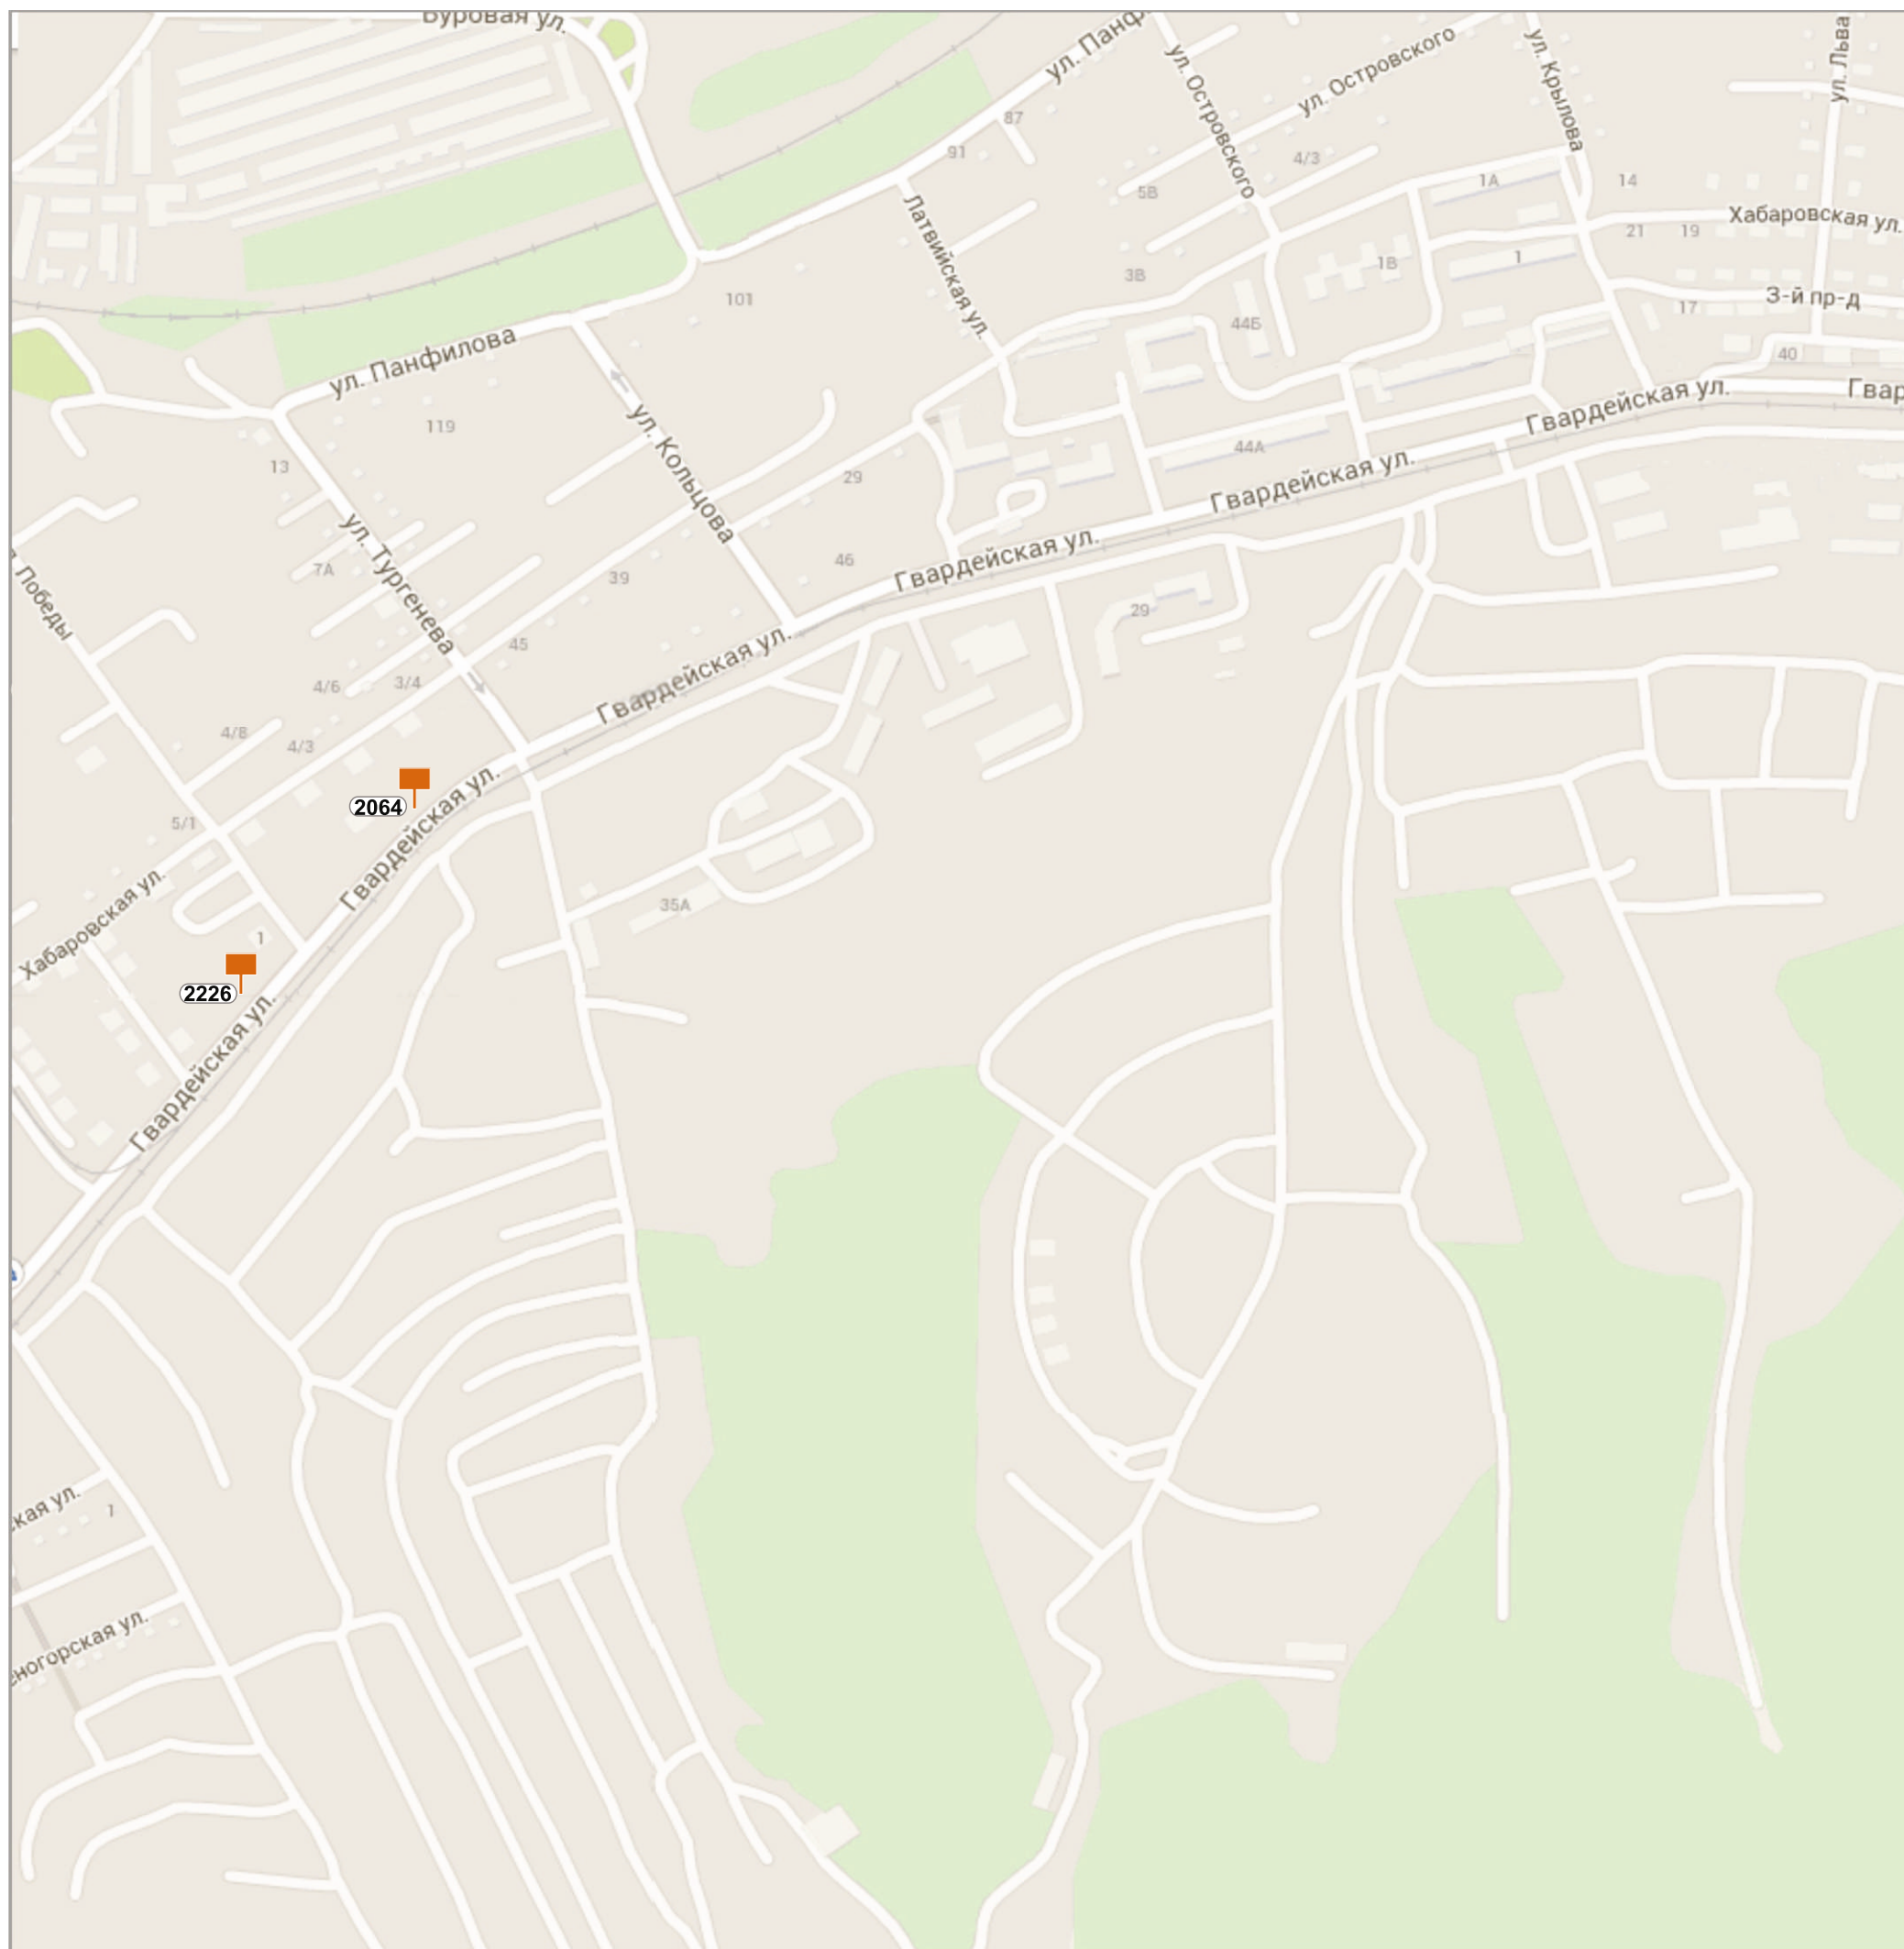 Буровая ул.
ул. Панф
ул. Островского
ул. Островского
ул. Крылова
ул. Льва
87
91
4/3
5В
1А
14
Хабаровская ул.
21
19
Латвийская ул.
3В
1В
1
101
44Б
17
3-й пр-д
40
ул. Панфилова
ул. Кольцова
119
13
29
44А
Гвардейская ул.
Гвар
Гвардейская ул.
ул. Тургенева
7А
39
46
Гвардейская ул.
29
Победы
45
4/6
3/4
Гвардейская ул.
4/8
4/3
2064
5/1
Гвардейская ул.
Хабаровская ул.
35А
1
2226
Гвардейская ул.
кая ул.
1
ногорская ул.